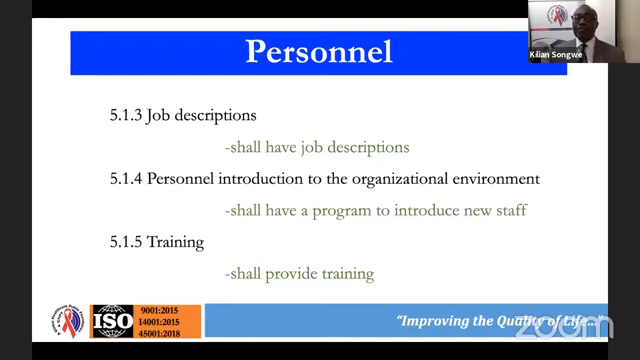 Personnel
Kilian Songwe
5.1.3 Job descriptions
-shall have job descriptions
5.1.4 Personnel introduction to the organizational environment
-shall have a program to introduce new staff
5.1.5 Training
-shall provide training
ISO
9001:2015
14001:2015
45001:2018
“Improving the Quality of Life...”
zoom